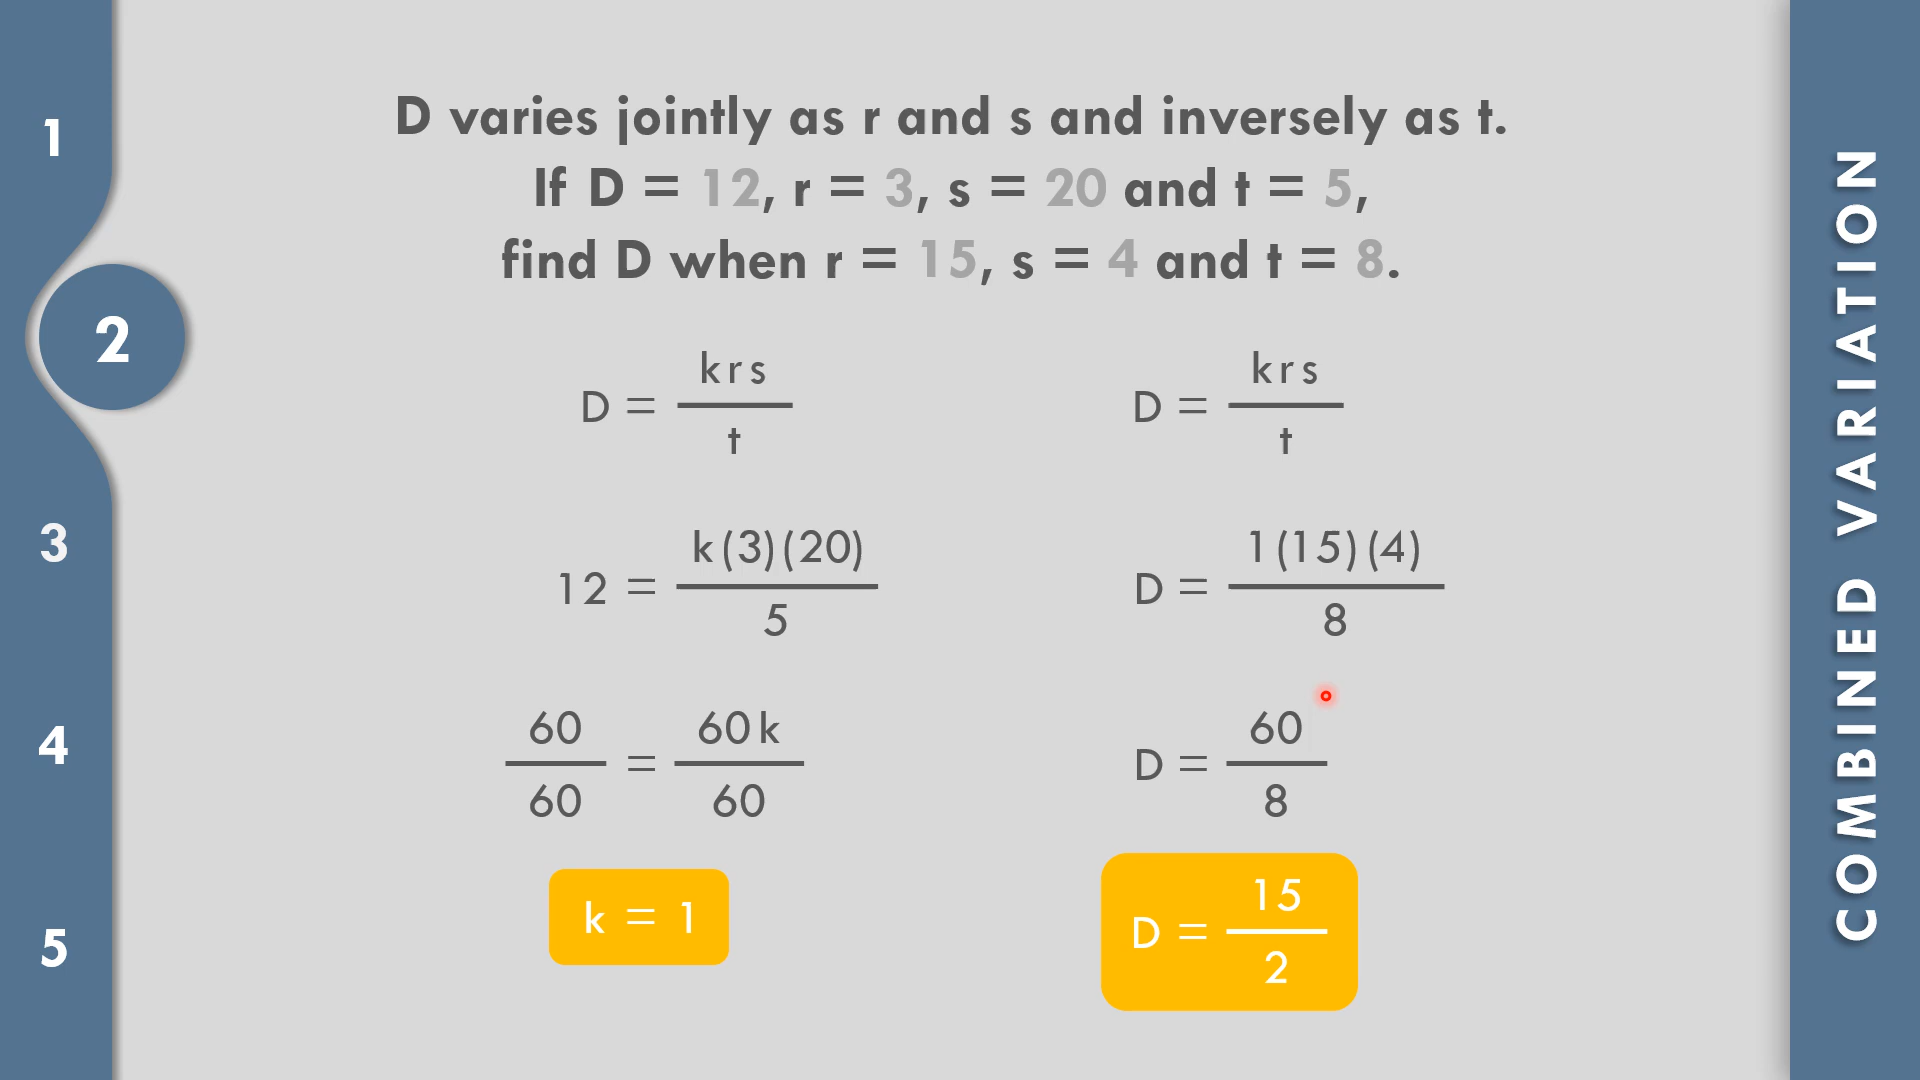 1
2
3
4
5
D varies jointly as r and s and inversely as t.
If D = 12, r = 3, s = 20 and t = 5,
find D when r = 15, s = 4 and t = 8.
D = krs
t
12 = k(3)(20)
5
60 = 60k
60 60
k = 1
D = krs
t
D = 1(15)(4)
8
D = 60
8
D = 15
2
COMBINED VARIATION